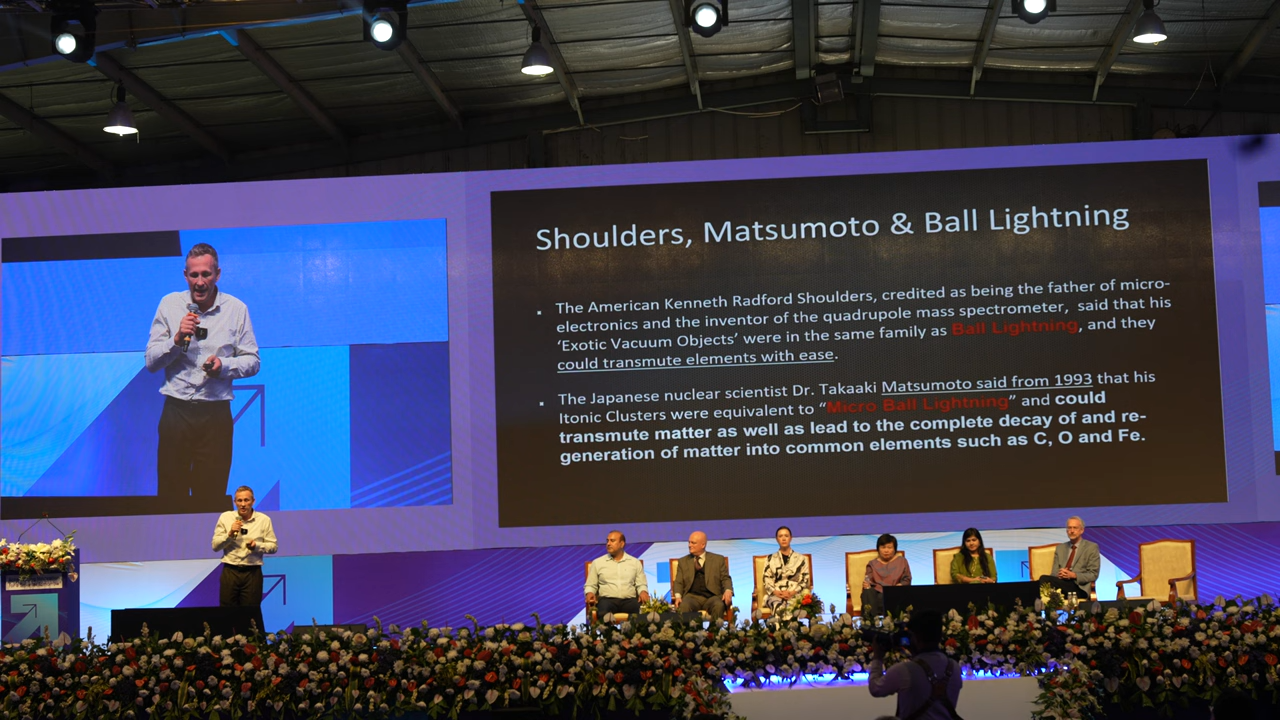 Shoulders, Matsumoto & Ball Lightning
The American Kenneth Radford Shoulders, credited as being the father of micro-
electronics and the inventor of the quadrupole mass spectrometer, said that his
‘Exotic Vacuum Objects’ were in the same family as Ball Lightning, and they
could transmute elements with ease.
The Japanese nuclear scientist Dr. Takaaki Matsumoto said from 1993 that his
Itonic Clusters were equivalent to “Micro Ball Lightning” and could
transmute matter as well as lead to the complete decay of and re-
generation of matter into common elements such as C, O and Fe.